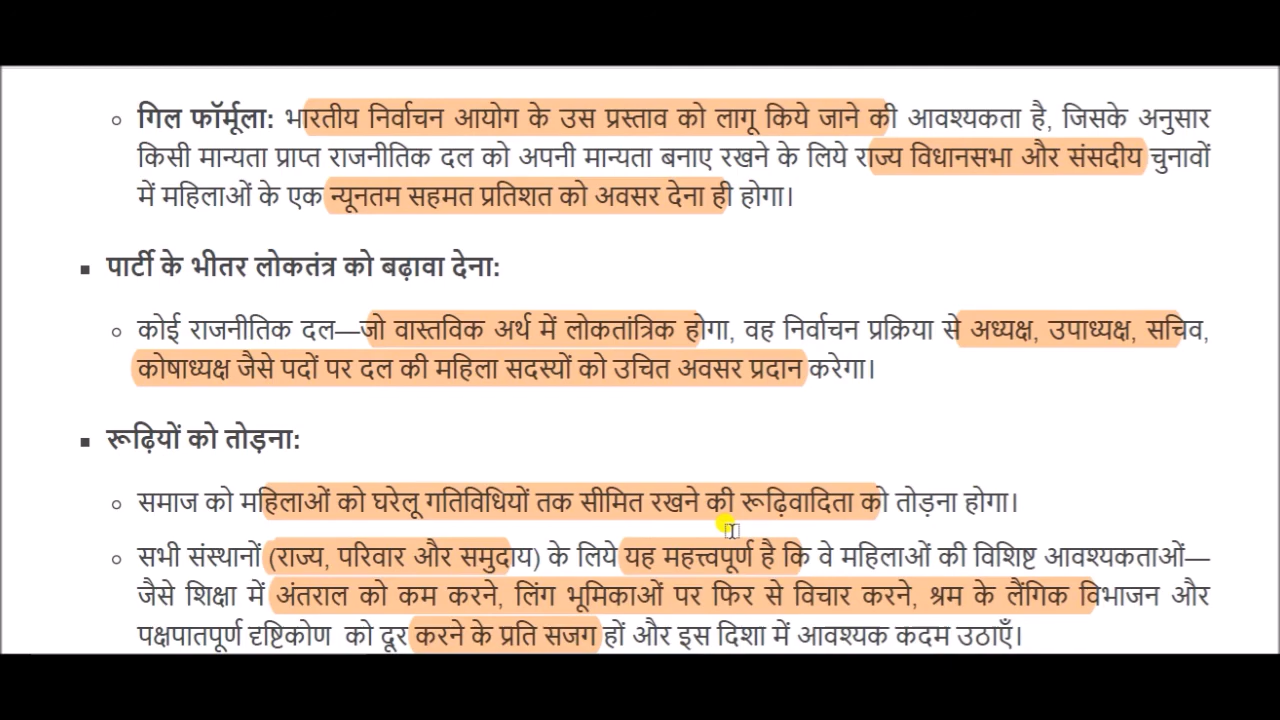 गिल फॉर्मूला: भारतीय निर्वाचन आयोग के उस प्रस्ताव को लागू किये जाने की आवश्यकता है, जिसके अनुसार
किसी मान्यता प्राप्त राजनीतिक दल को अपनी मान्यता बनाए रखने के लिये राज्य विधानसभा और संसदीय चुनावों
में महिलाओं के एक न्यूनतम सहमत प्रतिशत को अवसर देना ही होगा।
पार्टी के भीतर लोकतंत्र को बढ़ावा देना:
कोई राजनीतिक दल—जो वास्तविक अर्थ में लोकतांत्रिक होगा, वह निर्वाचन प्रक्रिया से अध्यक्ष, उपाध्यक्ष, सचिव,
कोषाध्यक्ष जैसे पदों पर दल की महिला सदस्यों को उचित अवसर प्रदान करेगा।
रूढ़ियों को तोड़ना:
समाज को महिलाओं को घरेलू गतिविधियों तक सीमित रखने की रूढ़िवादिता को तोड़ना होगा।
सभी संस्थानों (राज्य, परिवार और समुदाय) के लिये यह महत्त्वपूर्ण है कि वे महिलाओं की विशिष्ट आवश्यकताओं—
जैसे शिक्षा में अंतराल को कम करने, लिंग भूमिकाओं पर फिर से विचार करने, श्रम के लैंगिक विभाजन और
पक्षपातपूर्ण दृष्टिकोण को दूर करने के प्रति सजग हों और इस दिशा में आवश्यक कदम उठाएँ।